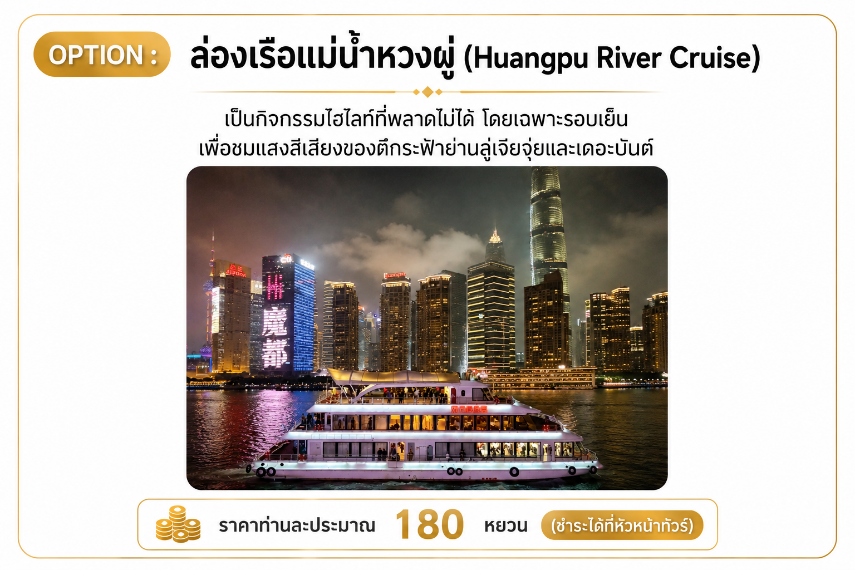 OPTION : ล่องเรือแม่น้ำหวงผู่ (Huangpu River Cruise)
เป็นกิจกรรมไฮไลท์ที่พลาดไม่ได้ โดยเฉพาะรอบเย็น
เพื่อชมแสงสีเสียงของตึกระฟ้าย่านลู่เจียจุ่ยและเดอะบันต์
魔都
ราคาท่านละประมาณ 180 หยวน (ชำระได้ที่หัวหน้าทัวร์)